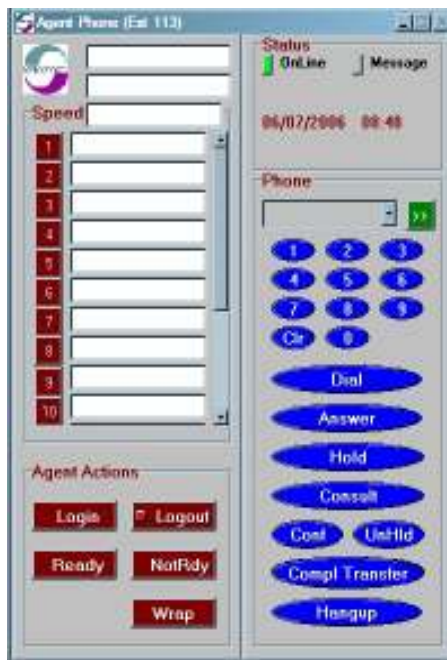 Agent Phone (Ext 113)
Speed
1
2
3
4
5
6
7
8
9
10
Agent Actions
Login
Logout
Ready
NotRdy
Wrap
Status
OnLine
Message
06/07/2006 08:48
Phone
>>
1 2 3
4 5 6
7 8 9
Clr 0
Dial
Answer
Hold
Consult
Conf UnHld
Compl Transfer
Hangup